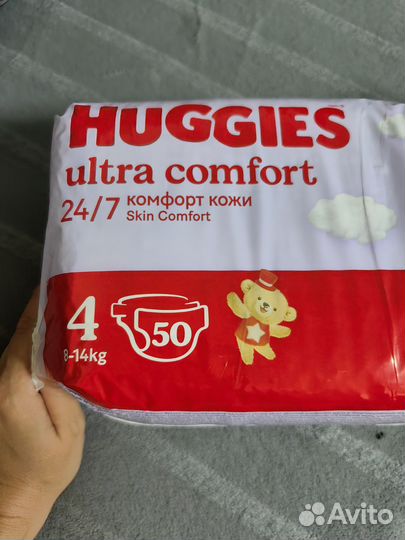 HUGGIES
ultra comfort
24/7 комфорт кожи
Skin Comfort
4 50
8-14kg
Avito